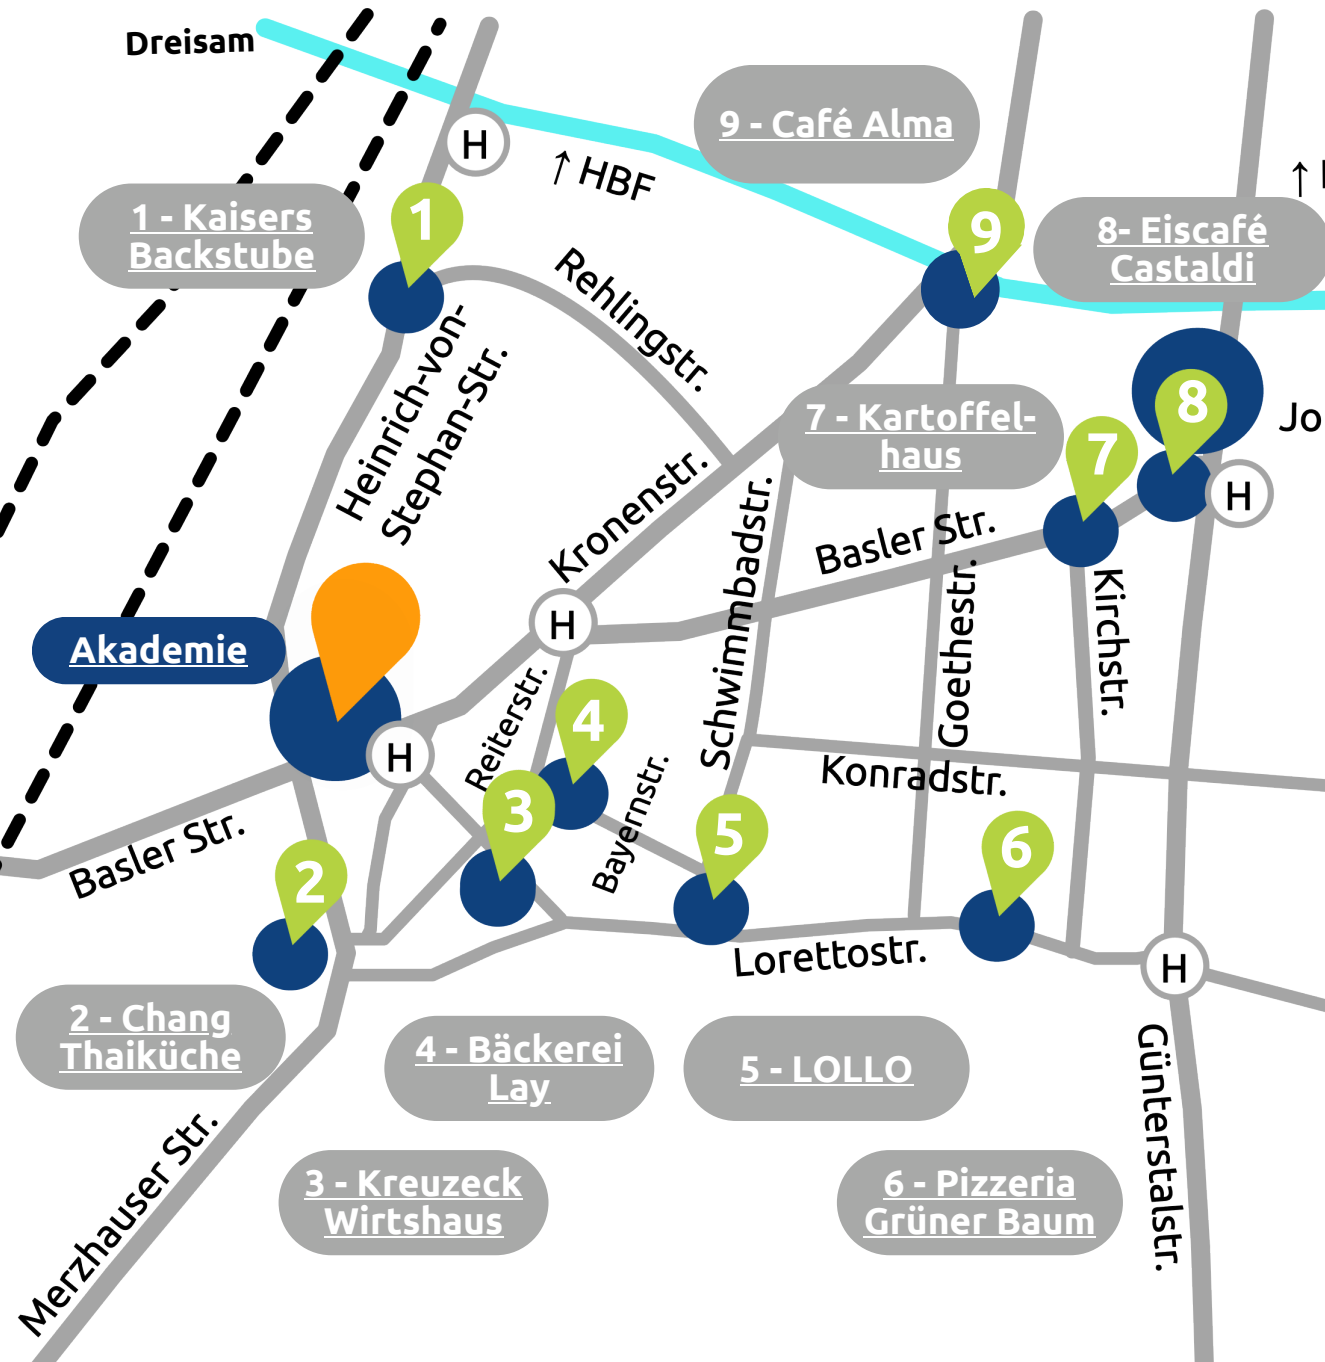 Dreisam
H
↑ HBF
9 - Café Alma
↑
1 - Kaisers
Backstube
1
9
8- Eiscafé
Castaldi
Rehlingstr.
Heinrich-von-
Stephan-Str.
8
Jo
7 - Kartoffel-
haus
7
H
Kronenstr.
Schwimmbadstr.
Basler Str.
Goethestr.
Kirchstr.
H
Akademie
H
Reiterstr.
4
Konradstr.
3
Bayernstr.
5
6
Basler Str.
2
Lorettostr.
H
2 - Chang
Thaiküche
4 - Bäckerei
Lay
5 - LOLLO
Günterstalstr.
Merzhauser Str.
3 - Kreuzeck
Wirtshaus
6 - Pizzeria
Grüner Baum